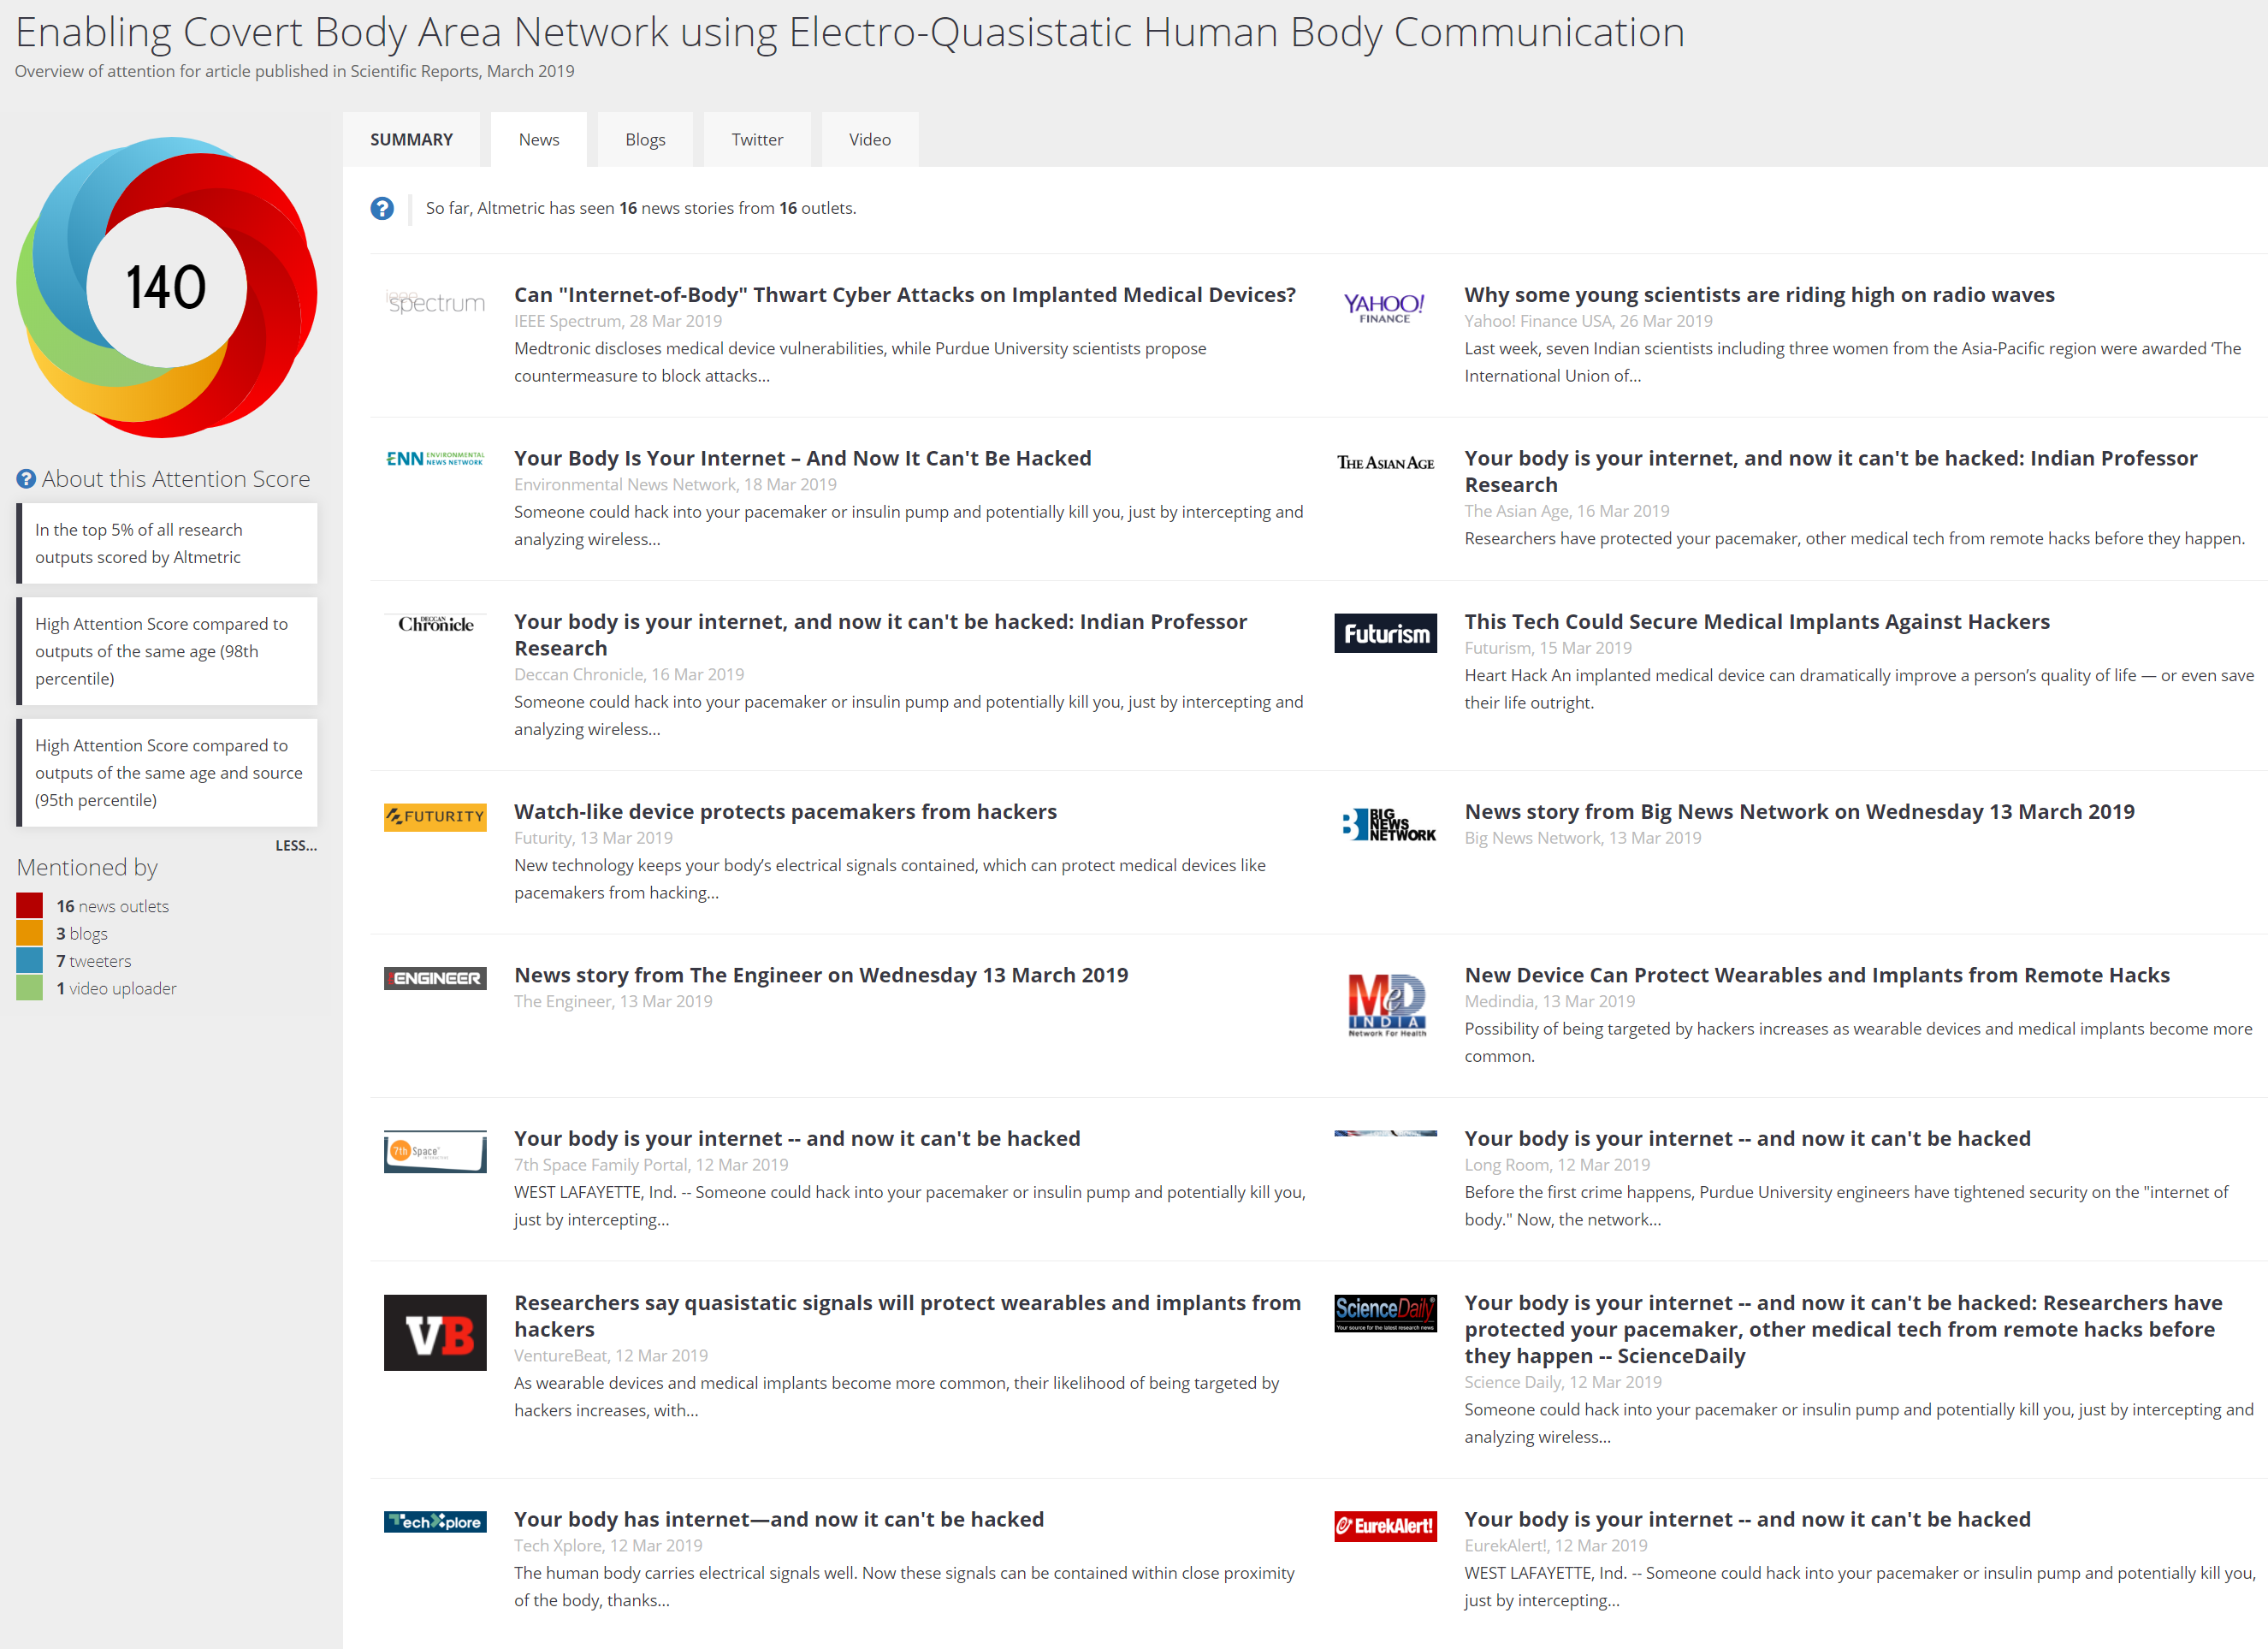 Enabling Covert Body Area Network using Electro-Quasistatic Human Body Communication
Overview of attention for article published in Scientific Reports, March 2019
140
? About this Attention Score
In the top 5% of all research
outputs scored by Altmetric
High Attention Score compared to
outputs of the same age (98th
percentile)
High Attention Score compared to
outputs of the same age and source
(95th percentile)
LESS...
Mentioned by
16 news outlets
3 blogs
7 tweeters
1 video uploader
SUMMARY
News
Blogs
Twitter
Video
? So far, Altmetric has seen 16 news stories from 16 outlets.
ieee
spectrum
Can "Internet-of-Body" Thwart Cyber Attacks on Implanted Medical Devices?
IEEE Spectrum, 28 Mar 2019
Medtronic discloses medical device vulnerabilities, while Purdue University scientists propose
countermeasure to block attacks…
YAHOO!
FINANCE
Why some young scientists are riding high on radio waves
Yahoo! Finance USA, 26 Mar 2019
Last week, seven Indian scientists including three women from the Asia-Pacific region were awarded ‘The
International Union of…
ENN ENVIRONMENTAL
NEWS NETWORK
Your Body Is Your Internet – And Now It Can't Be Hacked
Environmental News Network, 18 Mar 2019
Someone could hack into your pacemaker or insulin pump and potentially kill you, just by intercepting and
analyzing wireless…
THE ASIAN AGE
Your body is your internet, and now it can't be hacked: Indian Professor
Research
The Asian Age, 16 Mar 2019
Researchers have protected your pacemaker, other medical tech from remote hacks before they happen.
DECCAN
Chronicle
Your body is your internet, and now it can't be hacked: Indian Professor
Research
Deccan Chronicle, 16 Mar 2019
Someone could hack into your pacemaker or insulin pump and potentially kill you, just by intercepting and
analyzing wireless…
Futurism
This Tech Could Secure Medical Implants Against Hackers
Futurism, 15 Mar 2019
Heart Hack An implanted medical device can dramatically improve a person’s quality of life — or even save
their life outright.
FUTURITY
Watch-like device protects pacemakers from hackers
Futurity, 13 Mar 2019
New technology keeps your body’s electrical signals contained, which can protect medical devices like
pacemakers from hacking…
BIG
NEWS
NETWORK
News story from Big News Network on Wednesday 13 March 2019
Big News Network, 13 Mar 2019
ENGINEER
News story from The Engineer on Wednesday 13 March 2019
The Engineer, 13 Mar 2019
MeD
INDIA
Network For Health
New Device Can Protect Wearables and Implants from Remote Hacks
Medindia, 13 Mar 2019
Possibility of being targeted by hackers increases as wearable devices and medical implants become more
common.
7th Space
Your body is your internet -- and now it can't be hacked
7th Space Family Portal, 12 Mar 2019
WEST LAFAYETTE, Ind. -- Someone could hack into your pacemaker or insulin pump and potentially kill you,
just by intercepting…
Your body is your internet -- and now it can't be hacked
Long Room, 12 Mar 2019
Before the first crime happens, Purdue University engineers have tightened security on the "internet of
body." Now, the network…
VB
Researchers say quasistatic signals will protect wearables and implants from
hackers
VentureBeat, 12 Mar 2019
As wearable devices and medical implants become more common, their likelihood of being targeted by
hackers increases, with…
ScienceDaily
Your source for the latest research news
Your body is your internet -- and now it can't be hacked: Researchers have
protected your pacemaker, other medical tech from remote hacks before
they happen -- ScienceDaily
Science Daily, 12 Mar 2019
Someone could hack into your pacemaker or insulin pump and potentially kill you, just by intercepting and
analyzing wireless…
TechXplore
Your body has internet—and now it can't be hacked
Tech Xplore, 12 Mar 2019
The human body carries electrical signals well. Now these signals can be contained within close proximity
of the body, thanks…
EurekAlert!
Your body is your internet -- and now it can't be hacked
EurekAlert!, 12 Mar 2019
WEST LAFAYETTE, Ind. -- Someone could hack into your pacemaker or insulin pump and potentially kill you,
just by intercepting…